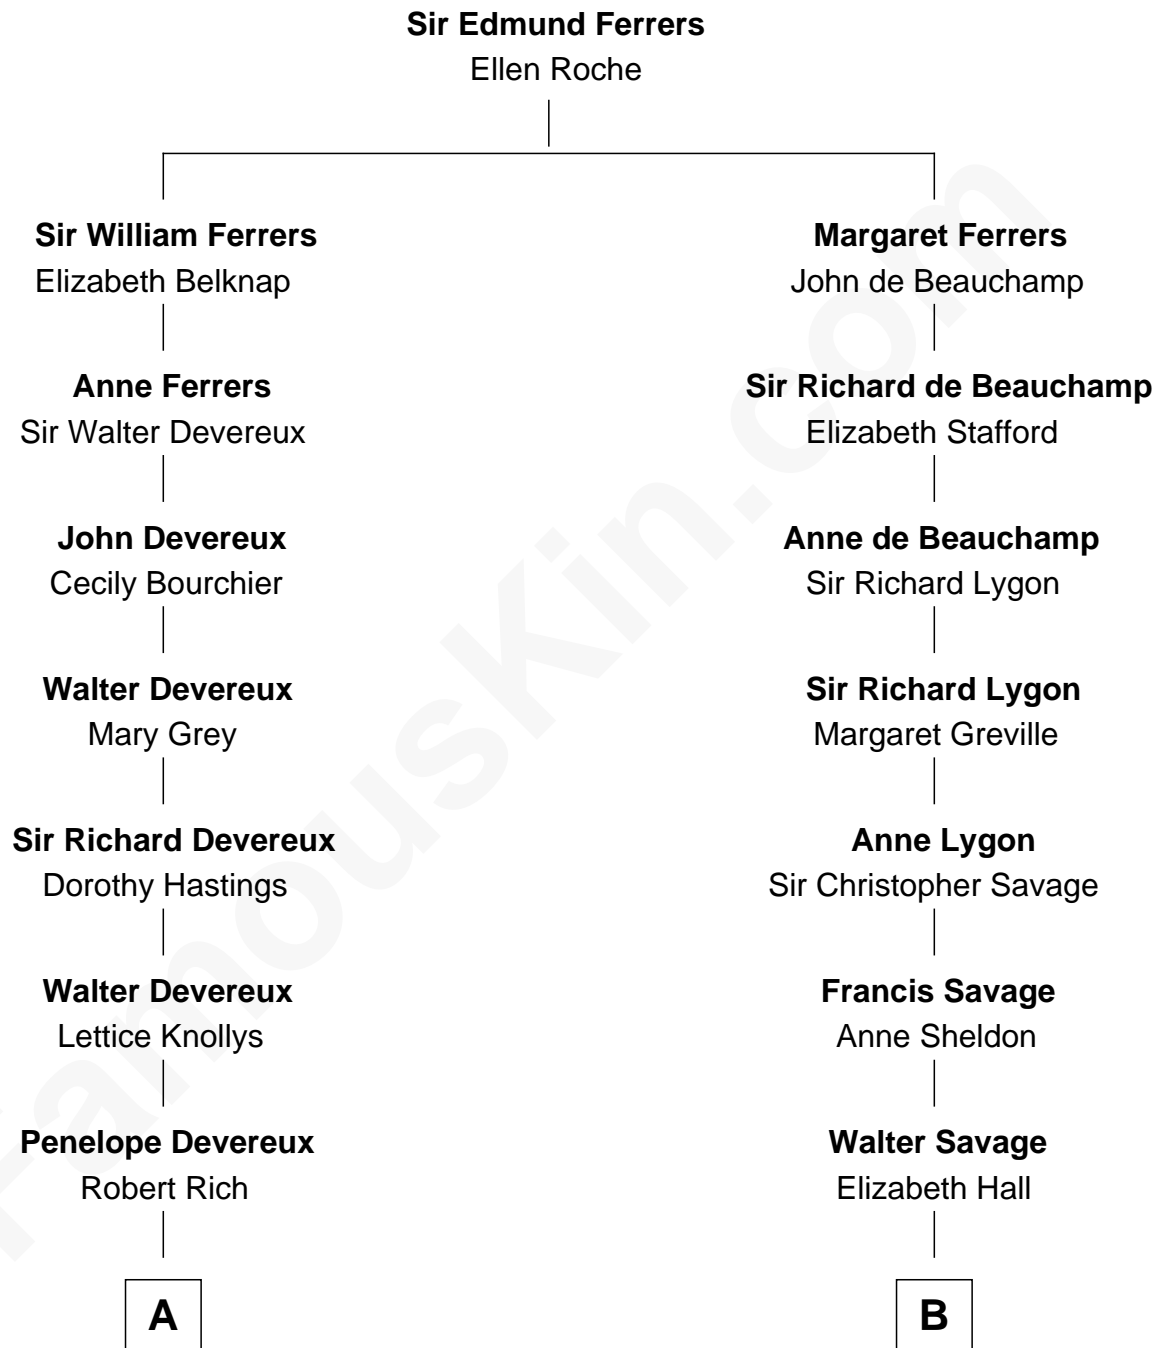 Sir Edmund Ferrers
Ellen Roche
Sir William Ferrers
Elizabeth Belknap
Anne Ferrers
Sir Walter Devereux
John Devereux
Cecily Bourchier
Walter Devereux
Mary Grey
Sir Richard Devereux
Dorothy Hastings
Walter Devereux
Lettice Knollys
Penelope Devereux
Robert Rich
A
Margaret Ferrers
John de Beauchamp
Sir Richard de Beauchamp
Elizabeth Stafford
Anne de Beauchamp
Sir Richard Lygon
Sir Richard Lygon
Margaret Greville
Anne Lygon
Sir Christopher Savage
Francis Savage
Anne Sheldon
Walter Savage
Elizabeth Hall
B
FamousKin.com